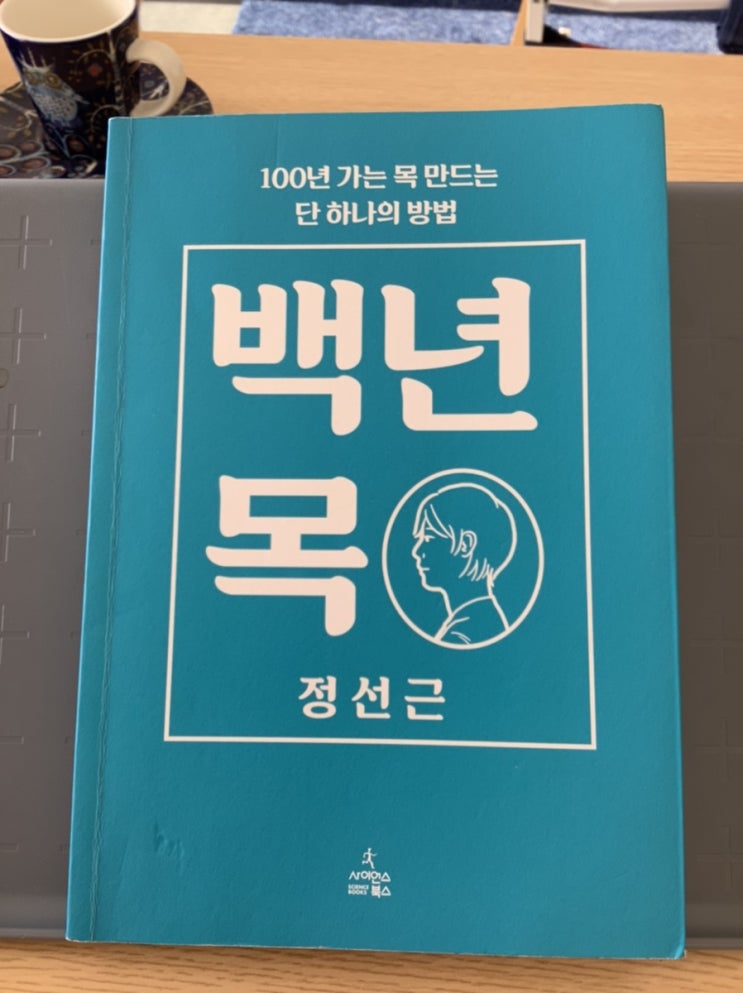 100년 가는 목 만드는
단 하나의 방법
백년
목
정선근
사이언스
SCIENCE
BOOKS
북스